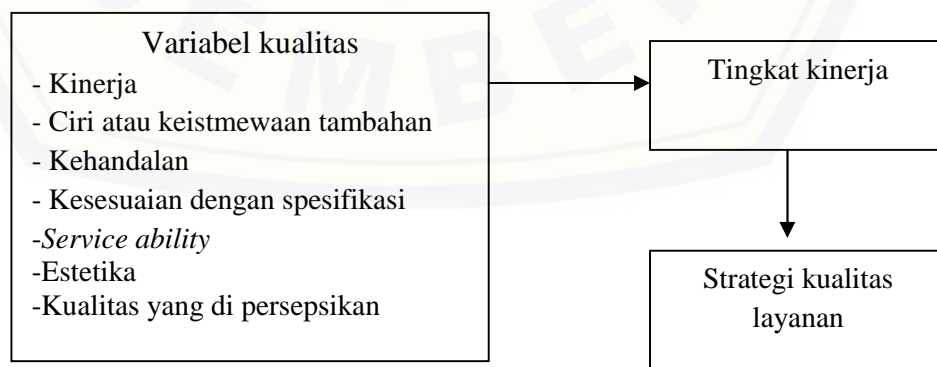 Variabel kualitas
- Kinerja
- Ciri atau keistmewaan tambahan
- Kehandalan
- Kesesuaian dengan spesifikasi
-Service ability
-Estetika
-Kualitas yang di persepsikan
Tingkat kinerja
Strategi kualitas
layanan